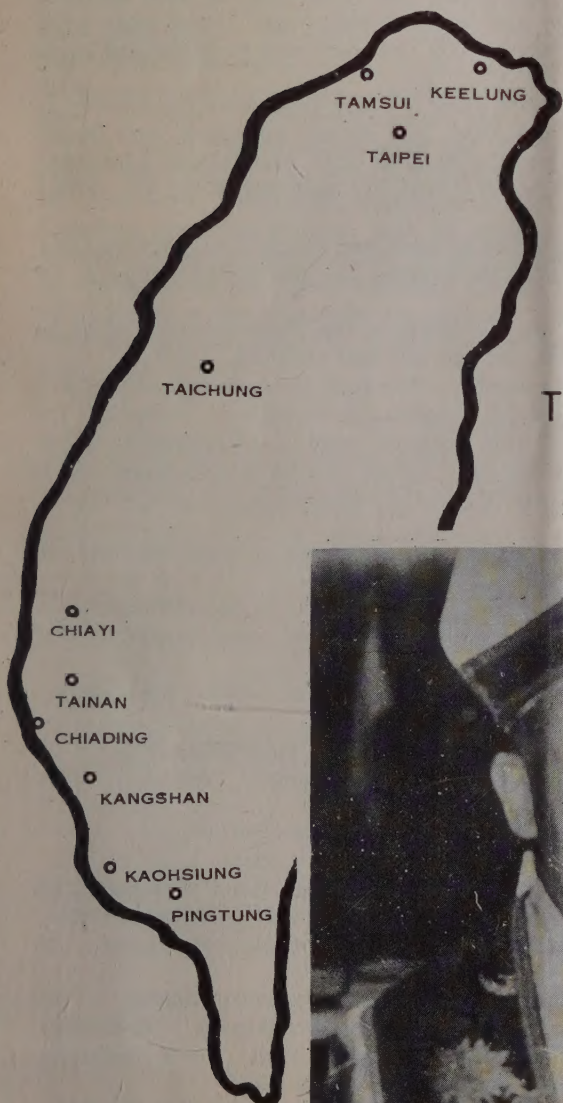 TAMSUI
KEELUNG
TAIPEI
TAICHUNG
T
CHIAYI
TAINAN
CHIADING
KANGSHAN
KAOHSIUNG
PINGTUNG